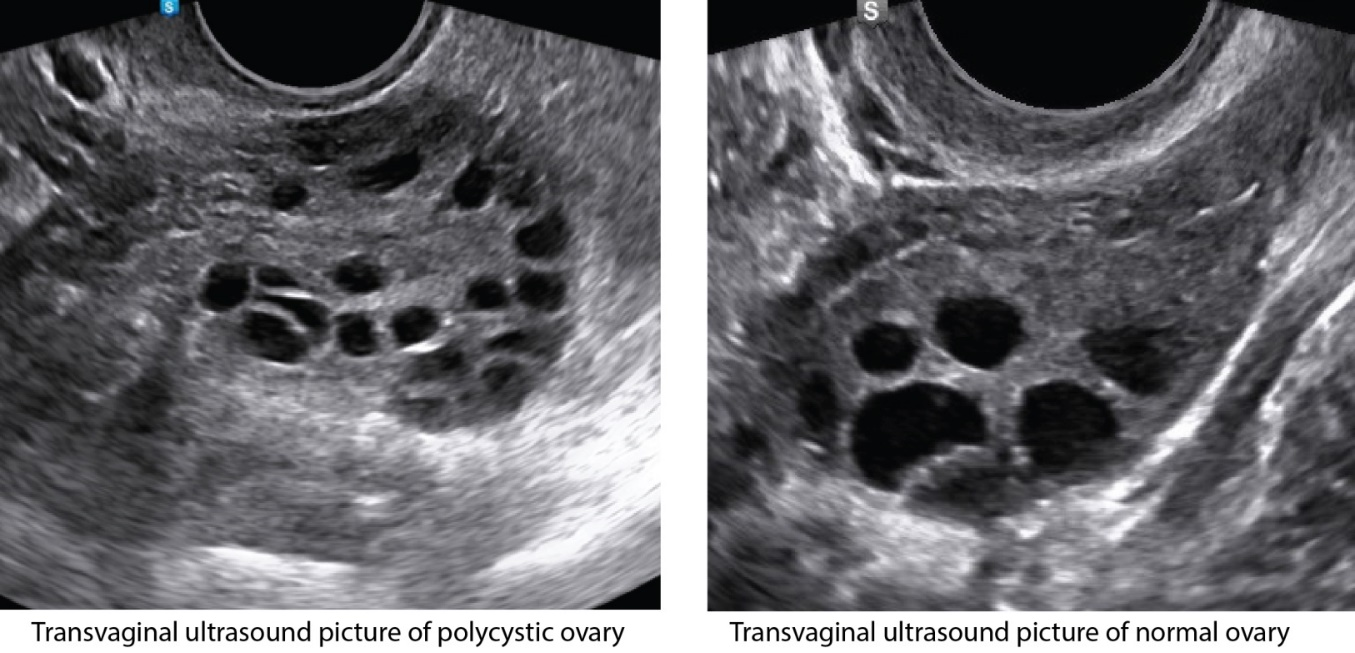 S
S
Transvaginal ultrasound picture of polycystic ovary
Transvaginal ultrasound picture of normal ovary